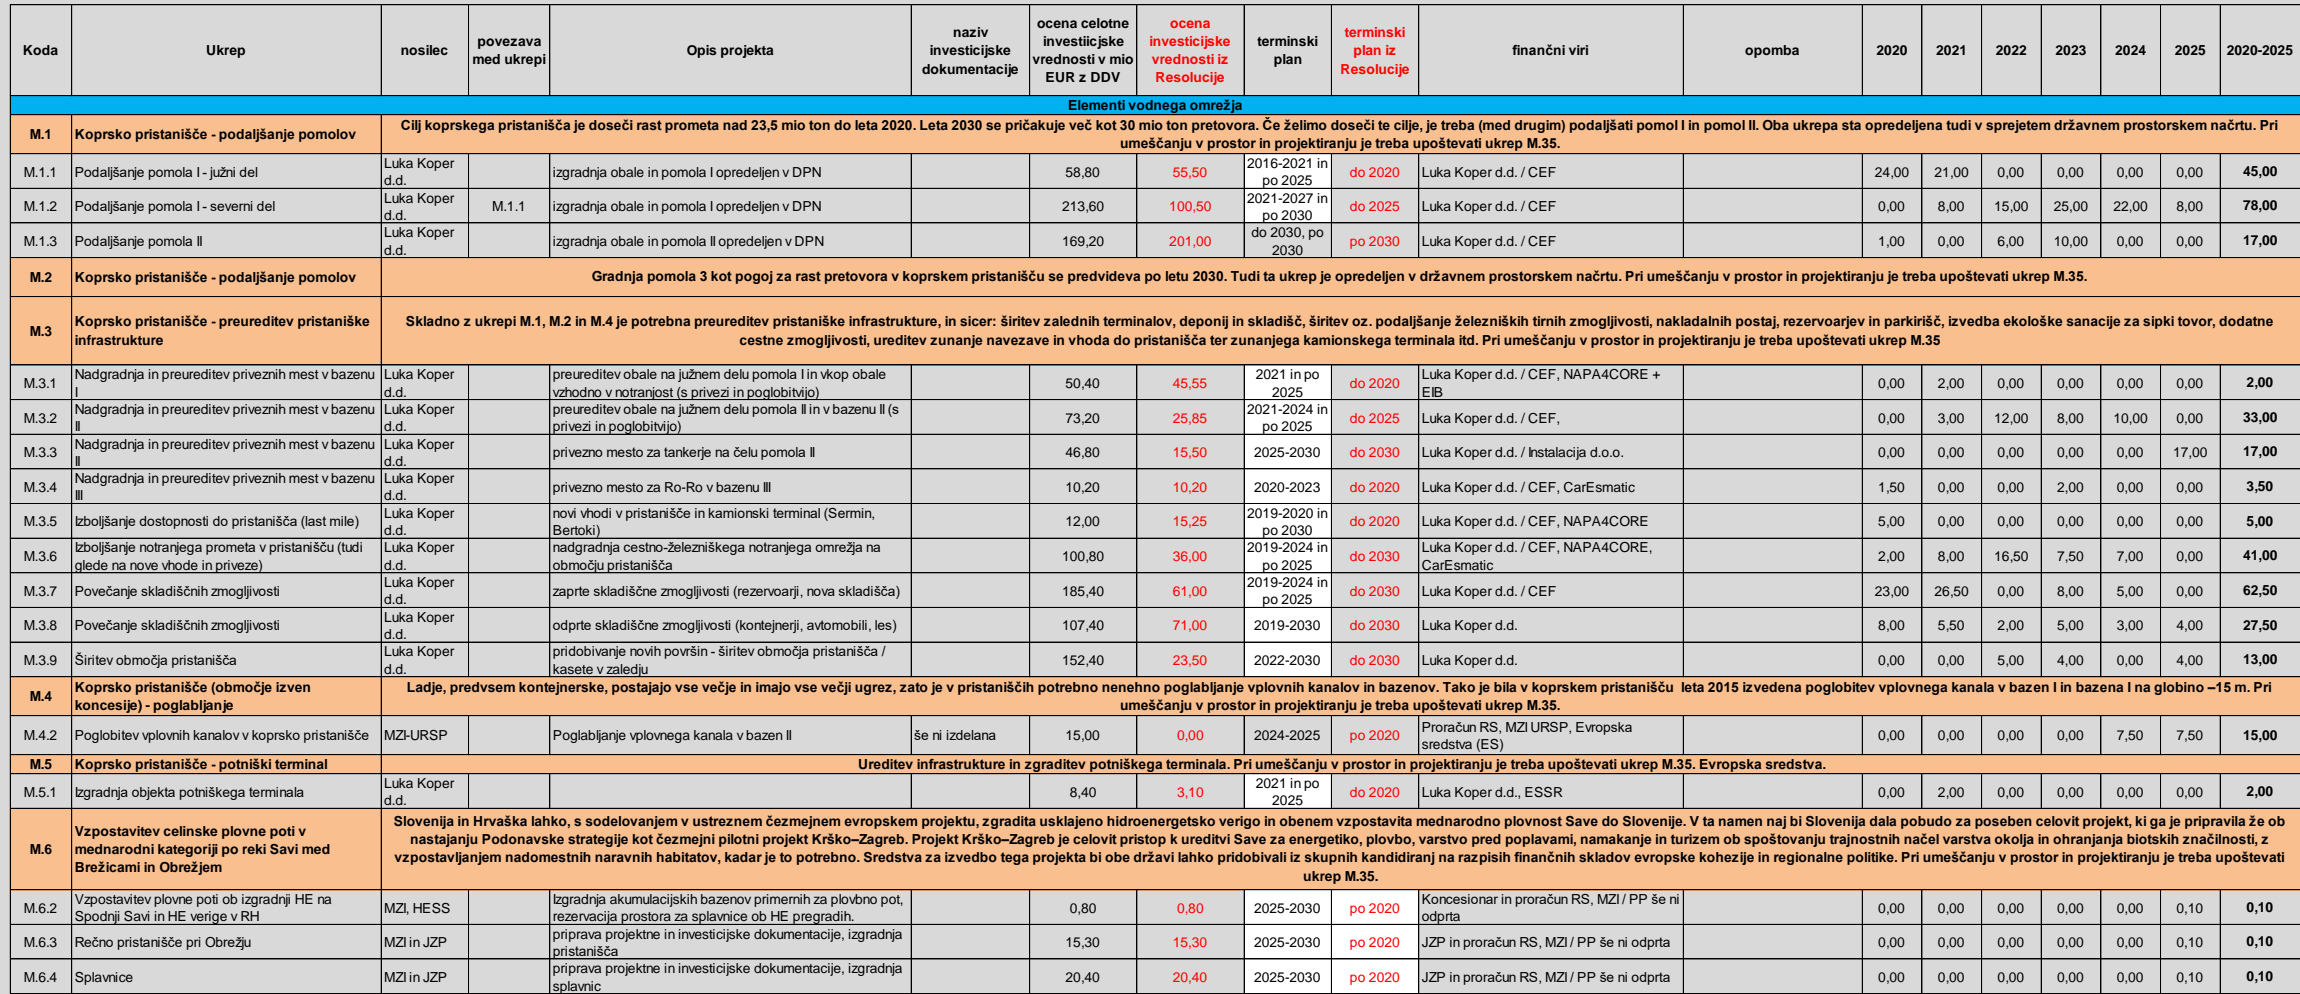 Koda Ukrep nosilec povezava med ukrepi Opis projekta naziv investicijske dokumentacije ocena celotne investiicjske vrednosti v mio EUR z DDV ocena investicijske vrednosti iz Resolucije terminski plan terminski plan iz Resolucije finančni viri opomba 2020 2021 2022 2023 2024 2025 2020-2025
Elementi vodnega omrežja
M.1 Koprsko pristanišče - podaljšanje pomolov Cilj koprskega pristanišča je doseči rast prometa nad 23,5 mio ton do leta 2020. Leta 2030 se pričakuje več kot 30 mio ton pretovora. Če želimo doseči te cilje, je treba (med drugim) podaljšati pomol I in pomol II. Oba ukrepa sta opredeljena tudi v sprejetem državnem prostorskem načrtu. Pri
umeščanju v prostor in projektiranju je treba upoštevati ukrep M.35.
M.1.1 Podaljšanje pomola I - južni del Luka Koper d.d. izgradnja obale in pomola I opredeljen v DPN 58,80 55,50 2016-2021 in po 2025 do 2020 Luka Koper d.d. / CEF 24,00 21,00 0,00 0,00 0,00 0,00 45,00
M.1.2 Podaljšanje pomola I - severni del Luka Koper d.d. M.1.1 izgradnja obale in pomola I opredeljen v DPN 213,60 100,50 2021-2027 in po 2030 do 2025 Luka Koper d.d. / CEF 0,00 8,00 15,00 25,00 22,00 8,00 78,00
M.1.3 Podaljšanje pomola II Luka Koper d.d. izgradnja obale in pomola II opredeljen v DPN 169,20 201,00 do 2030, po 2030 po 2030 Luka Koper d.d. / CEF 1,00 0,00 6,00 10,00 0,00 0,00 17,00
M.2 Koprsko pristanišče - podaljšanje pomolov Gradnja pomola 3 kot pogoj za rast pretovora v koprskem pristanišču se predvideva po letu 2030. Tudi ta ukrep je opredeljen v državnem prostorskem načrtu. Pri umeščanju v prostor in projektiranju je treba upoštevati ukrep M.35.
M.3 Koprsko pristanišče - preureditev pristaniške infrastrukture Skladno z ukrepi M.1, M.2 in M.4 je potrebna preureditev pristaniške infrastrukture, in sicer: širitev zalednih terminalov, deponij in skladišč, širitev oz. podaljšanje železniških tirnih zmogljivosti, nakladalnih postaj, rezervoarjev in parkirišč, izvedba ekološke sanacije za sipki tovor, dodatne
cestne zmogljivosti, ureditev zunanje navezave in vhoda do pristanišča ter zunanjega kamionskega terminala itd. Pri umeščanju v prostor in projektiranju je treba upoštevati ukrep M.35
M.3.1 Nadgradnja in preureditev priveznih mest v bazenu I Luka Koper d.d. preureditev obale na južnem delu pomola I in vkop obale vzhodno v notranjost (s privezi in poglobitvijo) 50,40 45,55 2021 in po 2025 do 2020 Luka Koper d.d. / CEF, NAPA4CORE + EIB 0,00 2,00 0,00 0,00 0,00 0,00 2,00
M.3.2 Nadgradnja in preureditev priveznih mest v bazenu II Luka Koper d.d. preureditev obale na južnem delu pomola II in v bazenu II (s privezi in poglobitvijo) 73,20 25,85 2021-2024 in po 2025 do 2025 Luka Koper d.d. / CEF, 0,00 3,00 12,00 8,00 10,00 0,00 33,00
M.3.3 Nadgradnja in preureditev priveznih mest v bazenu II Luka Koper d.d. privezno mesto za tankerje na čelu pomola II 46,80 15,50 2025-2030 do 2030 Luka Koper d.d. / Instalacija d.o.o. 0,00 0,00 0,00 0,00 0,00 17,00 17,00
M.3.4 Nadgradnja in preureditev priveznih mest v bazenu III Luka Koper d.d. privezno mesto za Ro-Ro v bazenu III 10,20 10,20 2020-2023 do 2020 Luka Koper d.d. / CEF, CarEsmatic 1,50 0,00 0,00 2,00 0,00 0,00 3,50
M.3.5 Izboljšanje dostopnosti do pristanišča (last mile) Luka Koper d.d. novi vhodi v pristanišče in kamionski terminal (Sermin, Bertoki) 12,00 15,25 2019-2020 in po 2030 do 2020 Luka Koper d.d. / CEF, NAPA4CORE 5,00 0,00 0,00 0,00 0,00 0,00 5,00
M.3.6 Izboljšanje notranjega prometa v pristanišču (tudi glede na nove vhode in priveze) Luka Koper d.d. nadgradnja cestno-železniškega notranjega omrežja na območju pristanišča 100,80 36,00 2019-2024 in po 2025 do 2030 Luka Koper d.d. / CEF, NAPA4CORE, CarEsmatic 2,00 8,00 16,50 7,50 7,00 0,00 41,00
M.3.7 Povečanje skladiščnih zmogljivosti Luka Koper d.d. zaprte skladiščne zmogljivosti (rezervoarji, nova skladišča) 185,40 61,00 2019-2024 in po 2025 do 2030 Luka Koper d.d. / CEF 23,00 26,50 0,00 8,00 5,00 0,00 62,50
M.3.8 Povečanje skladiščnih zmogljivosti Luka Koper d.d. odprte skladiščne zmogljivosti (kontejnerji, avtomobili, les) 107,40 71,00 2019-2030 do 2030 Luka Koper d.d. 8,00 5,50 2,00 5,00 3,00 4,00 27,50
M.3.9 Širitev območja pristanišča Luka Koper d.d. pridobivanje novih površin - širitev območja pristanišča / kasete v zaledju 152,40 23,50 2022-2030 do 2030 Luka Koper d.d. 0,00 0,00 5,00 4,00 0,00 4,00 13,00
M.4 Koprsko pristanišče (območje izven koncesije) - poglabljanje Ladje, predvsem kontejnerske, postajajo vse večje in imajo vse večji ugrez, zato je v pristaniščih potrebno nenehno poglabljanje vplovnih kanalov in bazenov. Tako je bila v koprskem pristanišču leta 2015 izvedena poglobitev vplovnega kanala v bazen I in bazena I na globino –15 m. Pri
umeščanju v prostor in projektiranju je treba upoštevati ukrep M.35.
M.4.2 Poglobitev vplovnih kanalov v koprsko pristanišče MZI-URSP Poglabljanje vplovnega kanala v bazen II še ni izdelana 15,00 0,00 2024-2025 po 2020 Proračun RS, MZI URSP, Evropska sredstva (ES) 0,00 0,00 0,00 0,00 7,50 7,50 15,00
M.5 Koprsko pristanišče - potniški terminal Ureditev infrastrukture in zgraditev potniškega terminala. Pri umeščanju v prostor in projektiranju je treba upoštevati ukrep M.35. Evropska sredstva.
M.5.1 Izgradnja objekta potniškega terminala Luka Koper d.d. 8,40 3,10 2021 in po 2025 do 2020 Luka Koper d.d., ESSR 0,00 2,00 0,00 0,00 0,00 0,00 2,00
M.6 Vzpostavitev celinske plovne poti v mednarodni kategoriji po reki Savi med Brežicami in Obrežjem Slovenija in Hrvaška lahko, s sodelovanjem v ustreznem čezmejnem evropskem projektu, zgradita usklajeno hidroenergetsko verigo in obenem vzpostavita mednarodno plovnost Save do Slovenije. V ta namen naj bi Slovenija dala pobudo za poseben celovit projekt, ki ga je pripravila že ob
nastajanju Podonavske strategije kot čezmejni pilotni projekt Krško–Zagreb. Projekt Krško–Zagreb je celovit pristop k ureditvi Save za energetiko, plovbo, varstvo pred poplavami, namakanje in turizem ob spoštovanju trajnostnih načel varstva okolja in ohranjanja biotskih značilnosti, z
vzpostavljanjem nadomestnih naravnih habitatov, kadar je to potrebno. Sredstva za izvedbo tega projekta bi obe državi lahko pridobivali iz skupnih kandidiranj na razpisih finančnih skladov evropske kohezije in regionalne politike. Pri umeščanju v prostor in projektiranju je treba upoštevati
ukrep M.35.
M.6.2 Vzpostavitev plovne poti ob izgradnji HE na Spodnji Savi in HE verige v RH MZI, HESS Izgradnja akumulacijskih bazenov primernih za plovbno pot, rezervacija prostora za splavnice ob HE pregradih. 0,80 0,80 2025-2030 po 2020 Koncesionar in proračun RS, MZI / PP še ni odprta 0,00 0,00 0,00 0,00 0,00 0,10 0,10
M.6.3 Rečno pristanišče pri Obrežju MZI in JZP priprava projektne in investicijske dokumentacije, izgradnja pristanišča 15,30 15,30 2025-2030 po 2020 JZP in proračun RS, MZI / PP še ni odprta 0,00 0,00 0,00 0,00 0,00 0,10 0,10
M.6.4 Splavnice MZI in JZP priprava projektne in investicijske dokumentacije, izgradnja splavnic 20,40 20,40 2025-2030 po 2020 JZP in proračun RS, MZI / PP še ni odprta 0,00 0,00 0,00 0,00 0,00 0,10 0,10